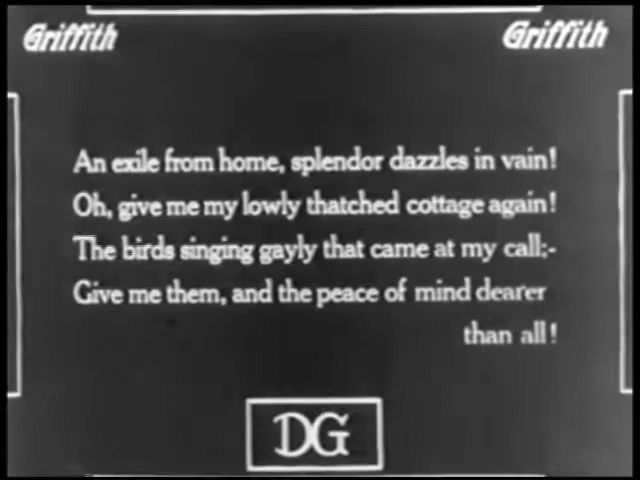 Griffith Griffith
An exile from home, splendor dazzles in vain!
Oh, give me my lowly thatched cottage again!
The birds singing gayly that came at my call;-
Give me them, and the peace of mind dearer
than all!
DG